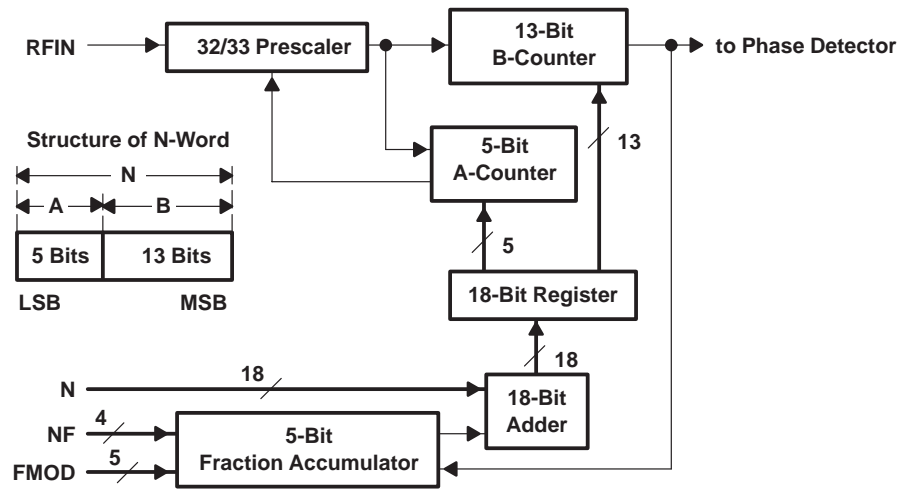 RFIN
32/33 Prescaler
13-Bit
B-Counter
to Phase Detector
13
5-Bit
A-Counter
Structure of N-Word
N
A
B
5 Bits
13 Bits
LSB
MSB
5
18-Bit Register
18
N
18
18-Bit
Adder
NF
4
5-Bit
Fraction Accumulator
FMOD
5